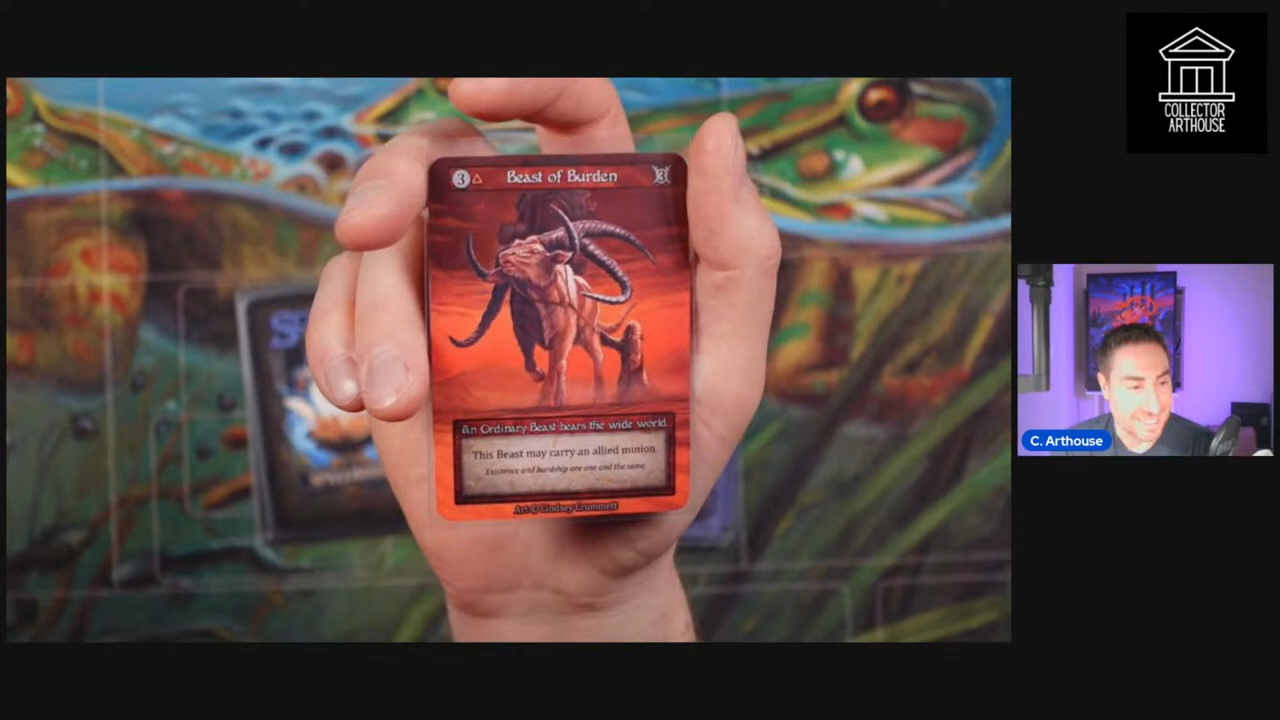 COLLECTOR
ARTHOUSE
3 Beast of Burden 3
An Ordinary Beast bears the wide world.
This Beast may carry an allied minion.
Existence and hardship are one and the same.
Art © Lindsey Crummett
C. Arthouse